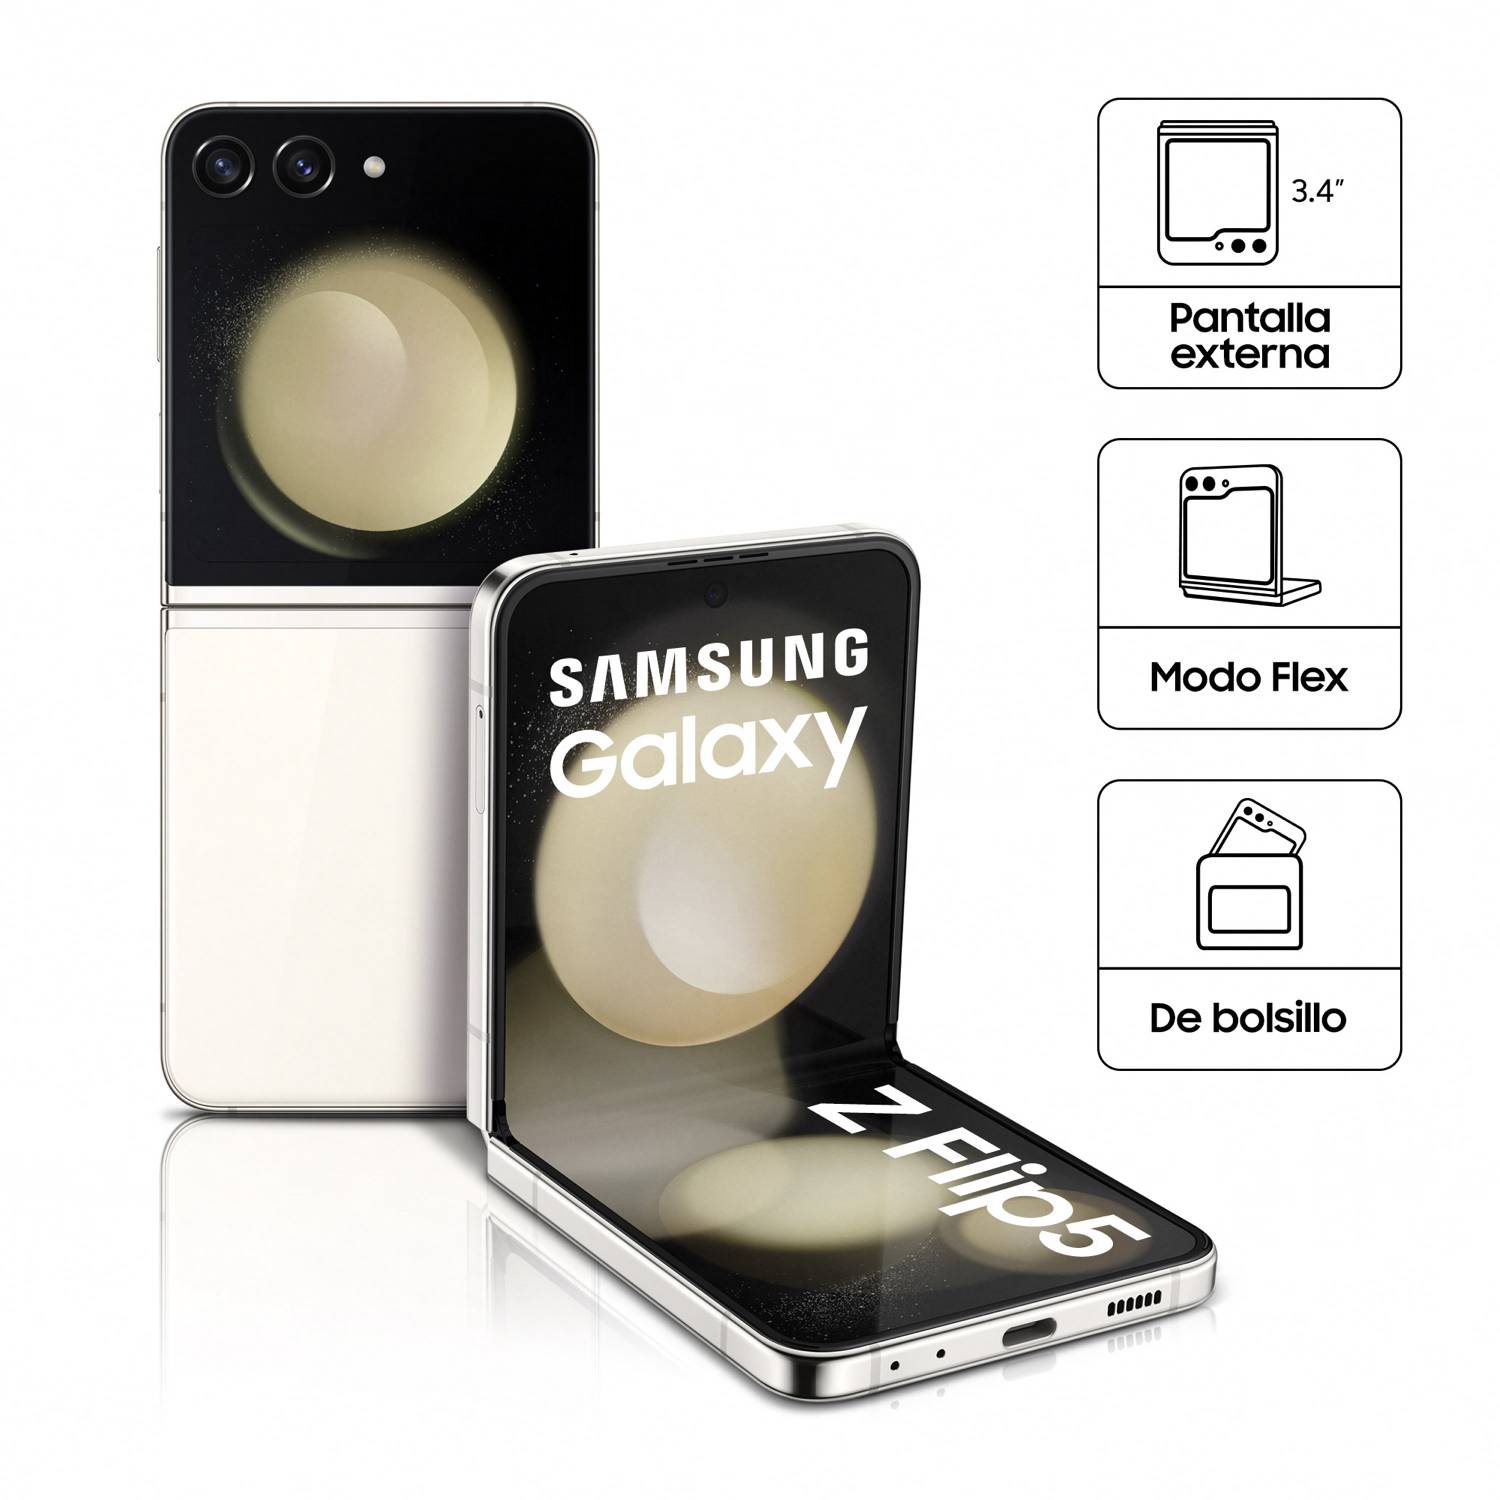 SAMSUNG
Galaxy
Z Flip5
3.4"
Pantalla
externa
Modo Flex
De bolsillo